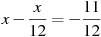 x − x/12 = − 11/12